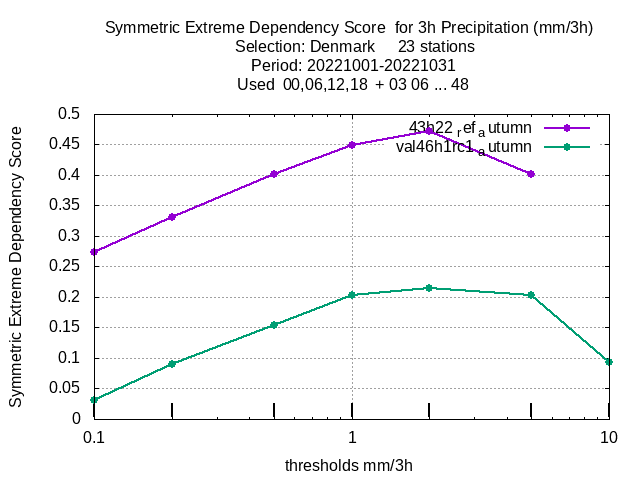 Symmetric Extreme Dependency Score  for 3h Precipitation (mm/3h)
Selection: Denmark     23 stations
Period: 20221001-20221031
Used  00,06,12,18  + 03 06 ... 48
Symmetric Extreme Dependency Score
0.5
0.45
0.4
0.35
0.3
0.25
0.2
0.15
0.1
0.05
0
43h22 refa utumn
val46h1rc1 a utumn
0.1
1
10
thresholds mm/3h